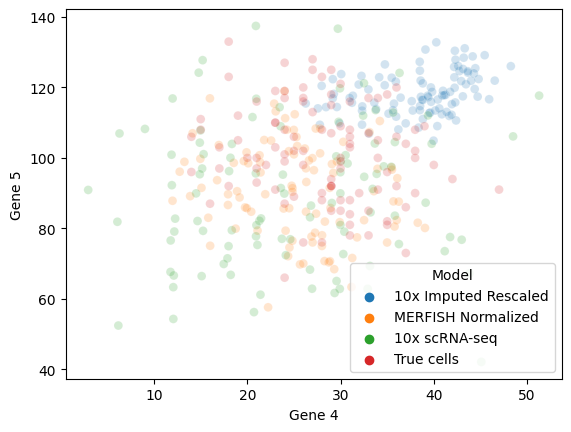 140
120
100
80
60
40
Gene 5
10
20
30
40
50
Gene 4
Model
10x Imputed Rescaled
MERFISH Normalized
10x scRNA-seq
True cells